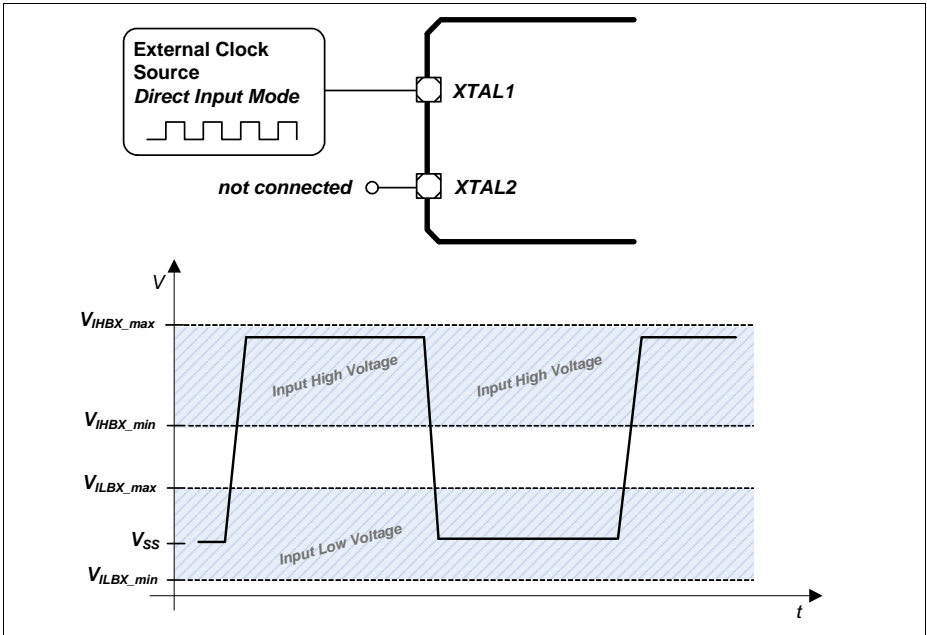 External Clock
Source
Direct Input Mode
XTAL1
not connected
XTAL2
V
VIHBX_max
Input High Voltage
Input High Voltage
VIHBX_min
VILBX_max
Input Low Voltage
VSS
VILBX_min
t